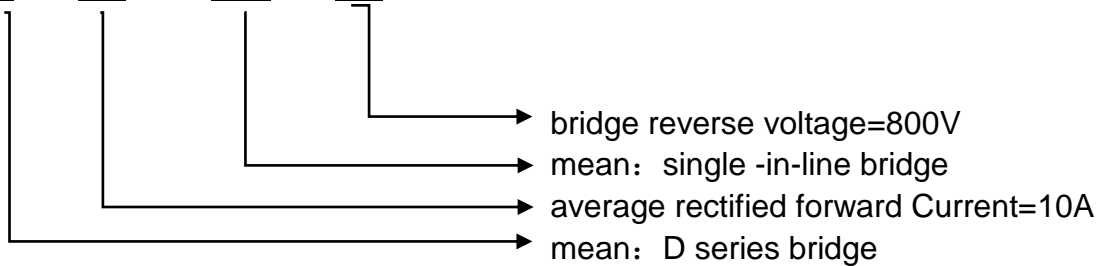 bridge reverse voltage=800V
mean：single -in-line bridge
average rectified forward Current=10A
mean：D series bridge